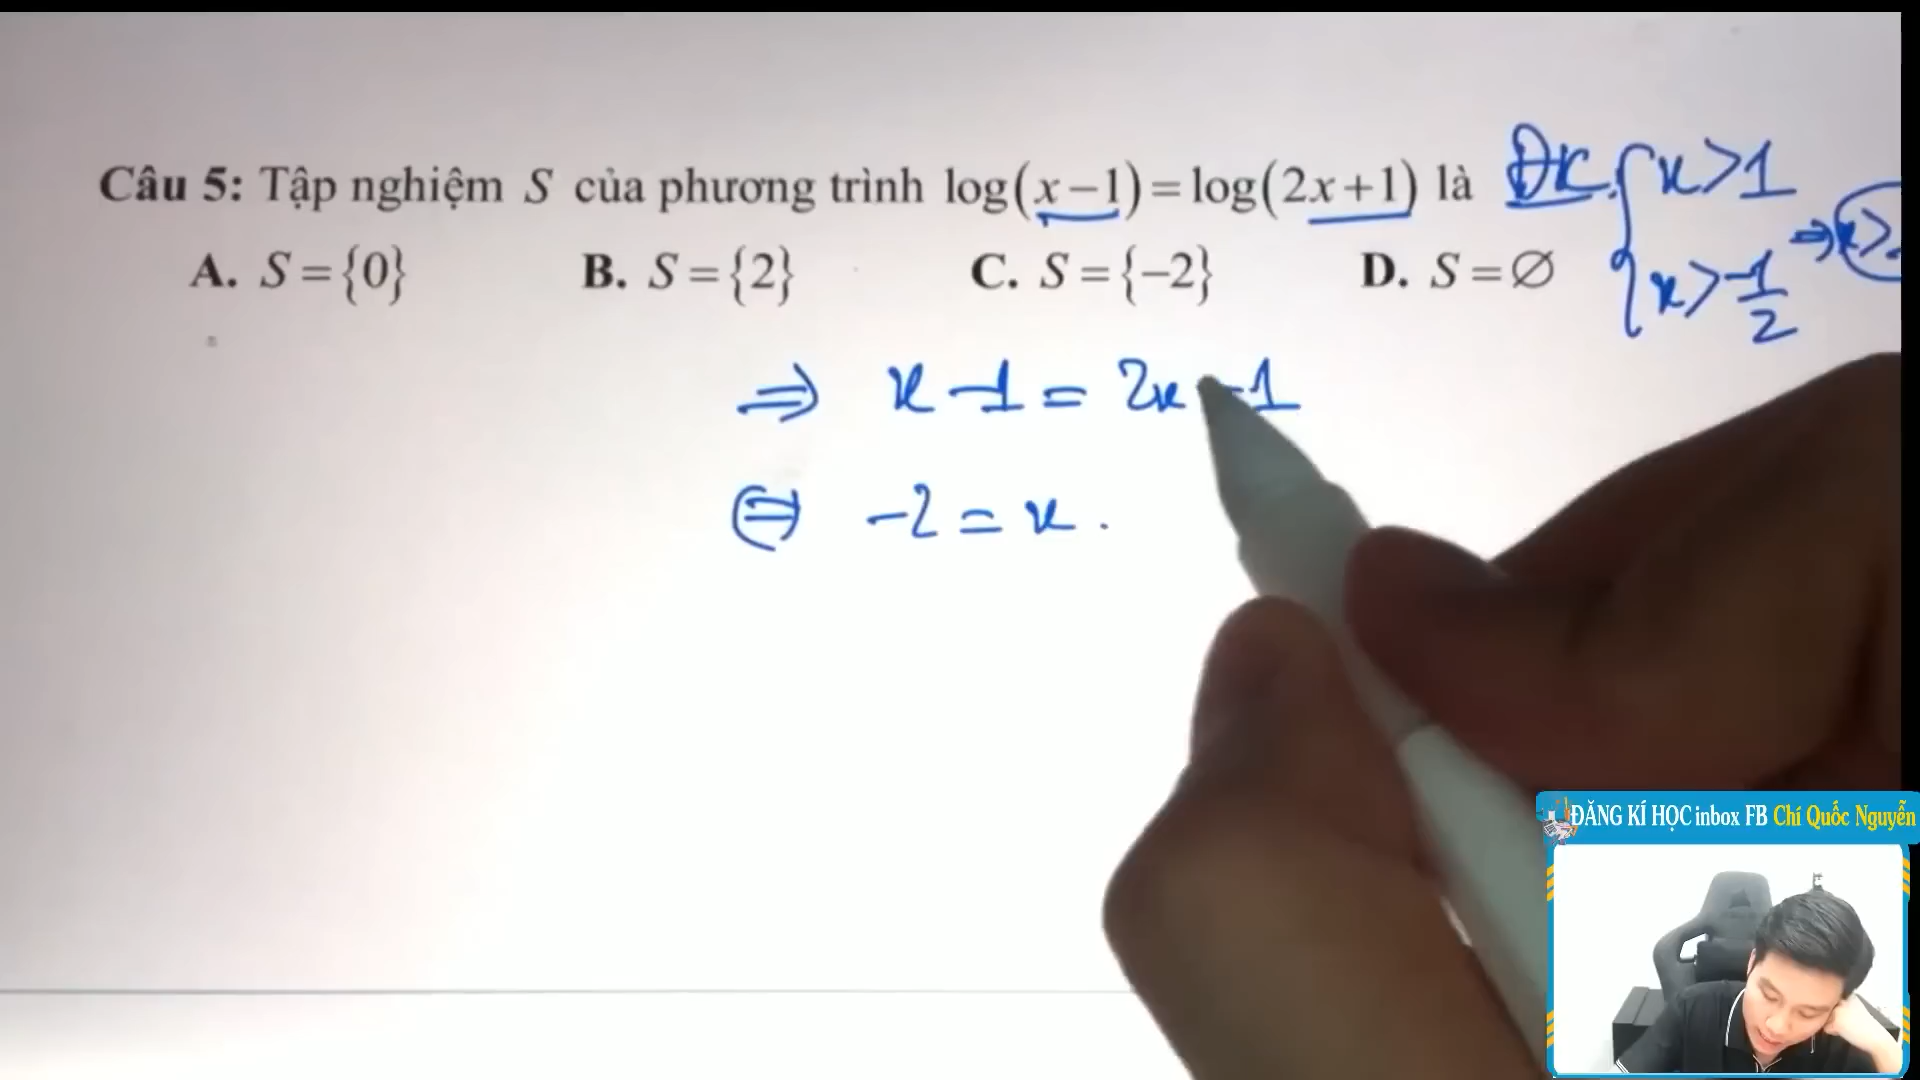 Câu 5: Tập nghiệm S của phương trình log(x−1)=log(2x+1) là
A. S={0} B. S={2} C. S={−2} D. S=∅
ĐK: { x>1
x>-1/2
⇒ x>
⇒ x-1=2x 1
⇔ -2=x.
ĐĂNG KÍ HỌC inbox FB Chí Quốc Nguyễn